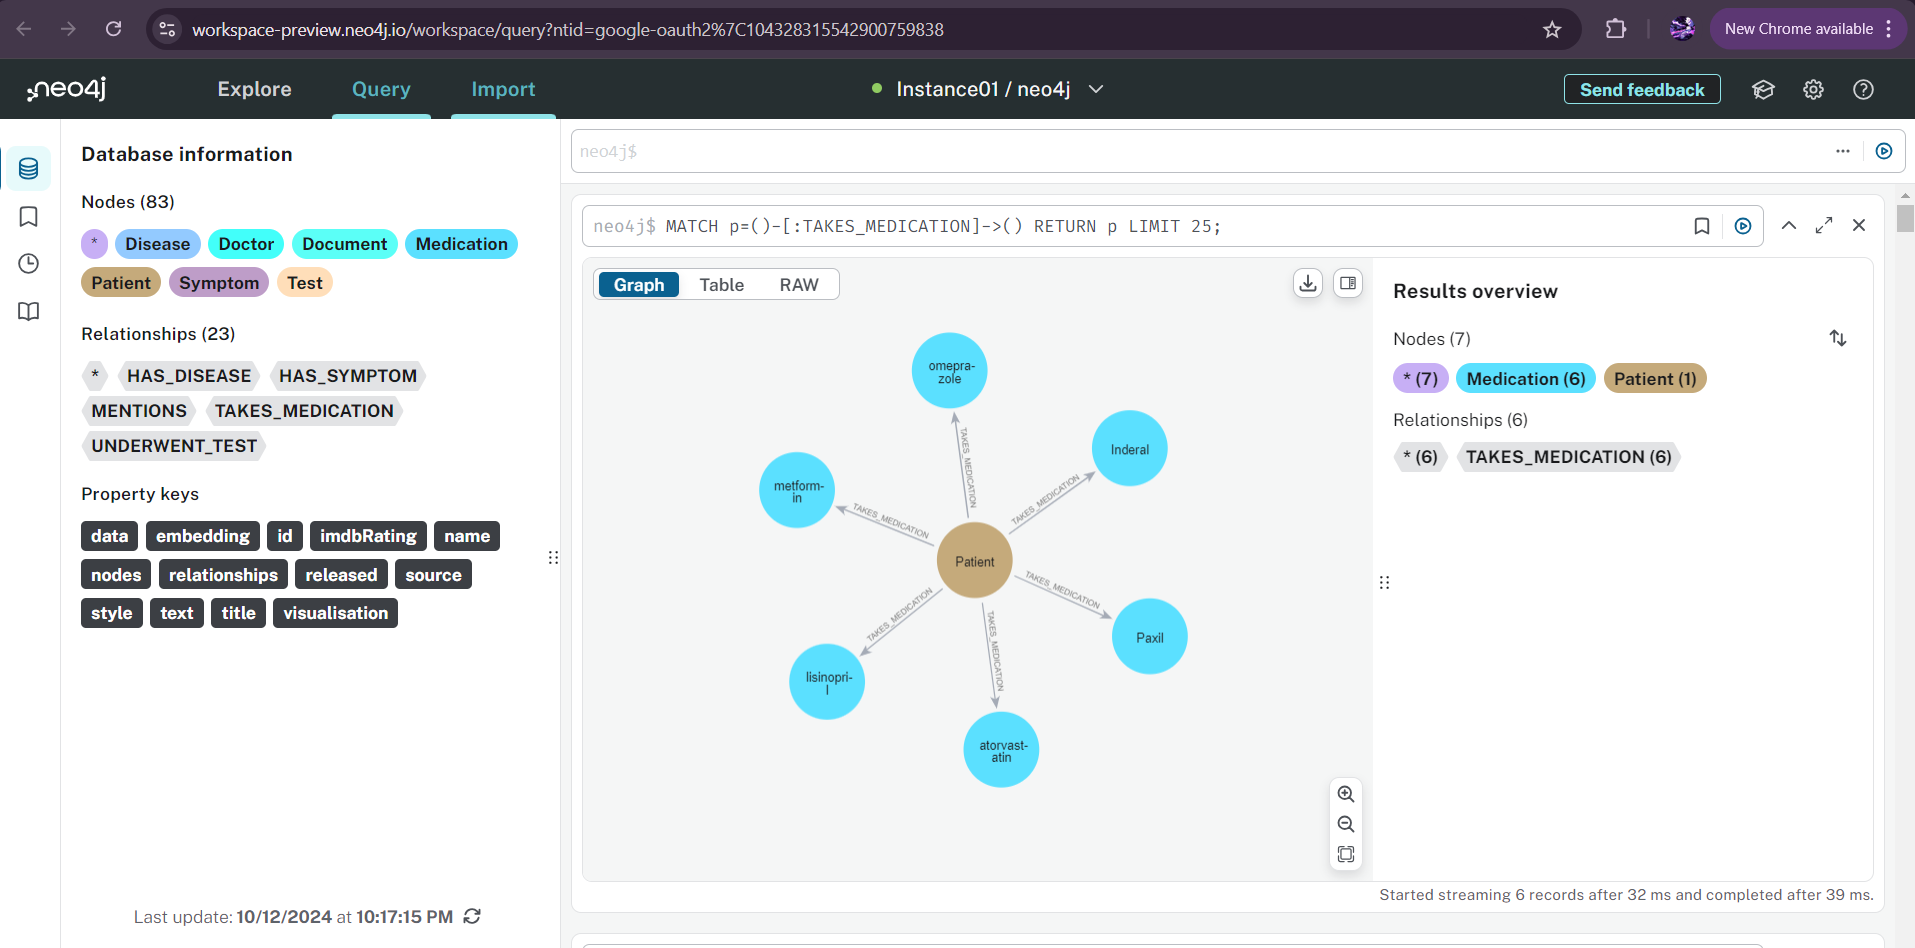 workspace-preview.neo4j.io/workspace/query?ntid=google-oauth2%7C104328315542900759838
New Chrome available
neo4j
Explore
Query
Import
Instance01 / neo4j
Send feedback
Database information
Nodes (83)
* Disease Doctor Document Medication
Patient Symptom Test
Relationships (23)
* HAS_DISEASE HAS_SYMPTOM
MENTIONS TAKES_MEDICATION
UNDERWENT_TEST
Property keys
data embedding id imdbRating name
nodes relationships released source
style text title visualisation
Last update: 10/12/2024 at 10:17:15 PM
neo4j$
neo4j$ MATCH p=()-[:TAKES_MEDICATION]->() RETURN p LIMIT 25;
Graph Table RAW
omepra-
zole
TAKES_MEDICATION
Inderal
TAKES_MEDICATION
metform-
in
TAKES_MEDICATION
Patient
TAKES_MEDICATION
Paxil
TAKES_MEDICATION
lisinopri-
l
TAKES_MEDICATION
atorvast-
atin
Results overview
Nodes (7)
* (7) Medication (6) Patient (1)
Relationships (6)
* (6) TAKES_MEDICATION (6)
Started streaming 6 records after 32 ms and completed after 39 ms.